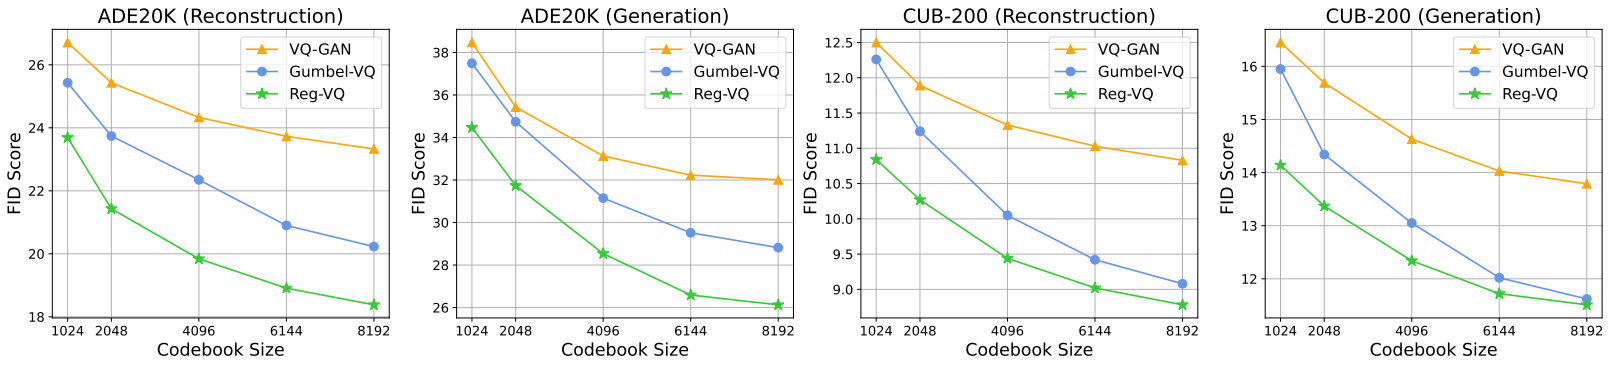 ADE20K (Reconstruction)
26
24
22
20
18
FID Score
VQ-GAN
Gumbel-VQ
Reg-VQ
1024 2048 4096 6144 8192
Codebook Size
ADE20K (Generation)
38
36
34
32
30
28
26
FID Score
VQ-GAN
Gumbel-VQ
Reg-VQ
1024 2048 4096 6144 8192
Codebook Size
CUB-200 (Reconstruction)
12.5
12.0
11.5
11.0
10.5
10.0
9.5
9.0
FID Score
VQ-GAN
Gumbel-VQ
Reg-VQ
1024 2048 4096 6144 8192
Codebook Size
CUB-200 (Generation)
16
15
14
13
12
FID Score
VQ-GAN
Gumbel-VQ
Reg-VQ
1024 2048 4096 6144 8192
Codebook Size